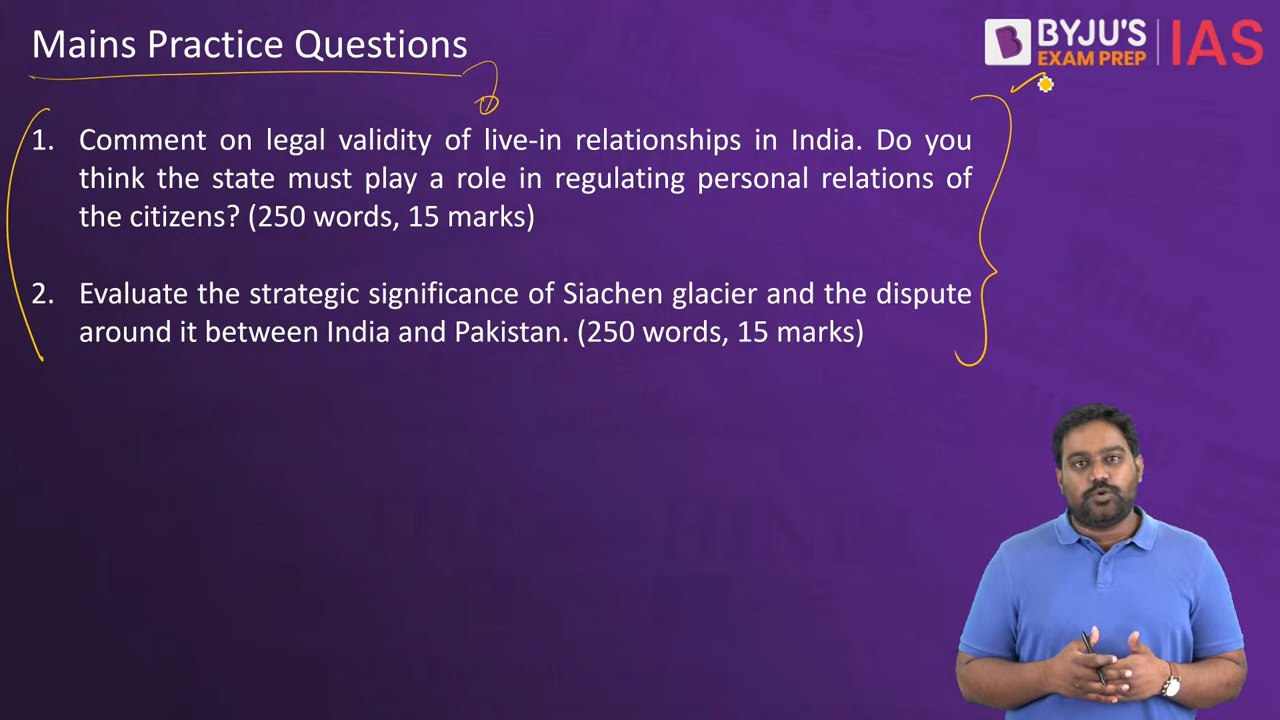 Mains Practice Questions
BYJU'S
EXAM PREP
IAS
1. Comment on legal validity of live-in relationships in India. Do you
think the state must play a role in regulating personal relations of
the citizens? (250 words, 15 marks)
2. Evaluate the strategic significance of Siachen glacier and the dispute
around it between India and Pakistan. (250 words, 15 marks)